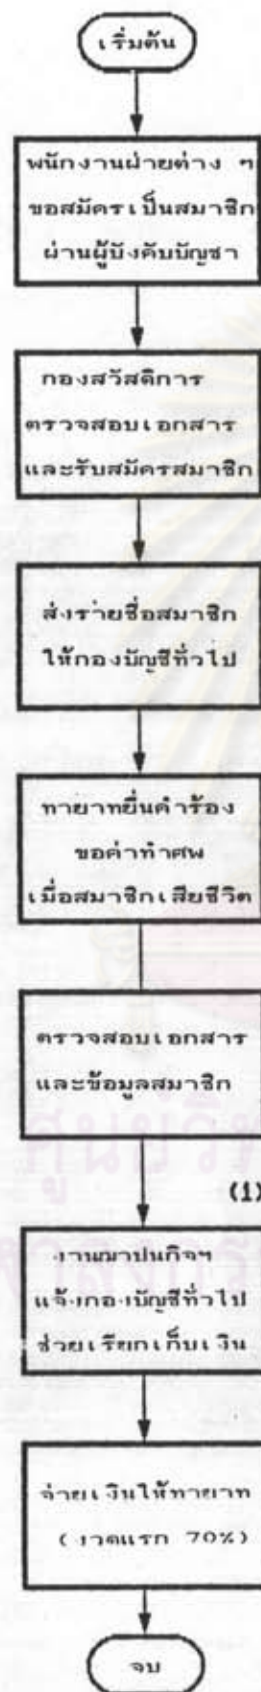 เริ่มต้น
พนักงานฝ่ายต่าง ๆ
ขอสมัครเป็นสมาชิก
ผ่านผู้บังคับบัญชา
กองสวัสดิการ
ตรวจสอบเอกสาร
และรับสมัครสมาชิก
ส่งรายชื่อสมาชิก
ให้กองบัญชีทั่วไป
ทายาทยื่นคำร้อง
ขอค่าทำศพ
เมื่อสมาชิกเสียชีวิต
ตรวจสอบเอกสาร
และข้อมูลสมาชิก
(1)
งานฌาปนกิจฯ
แจ้งกองบัญชีทั่วไป
ช่วยเรียกเก็บเงิน
จ่ายเงินให้ทายาท
( งวดแรก 70%)
จบ